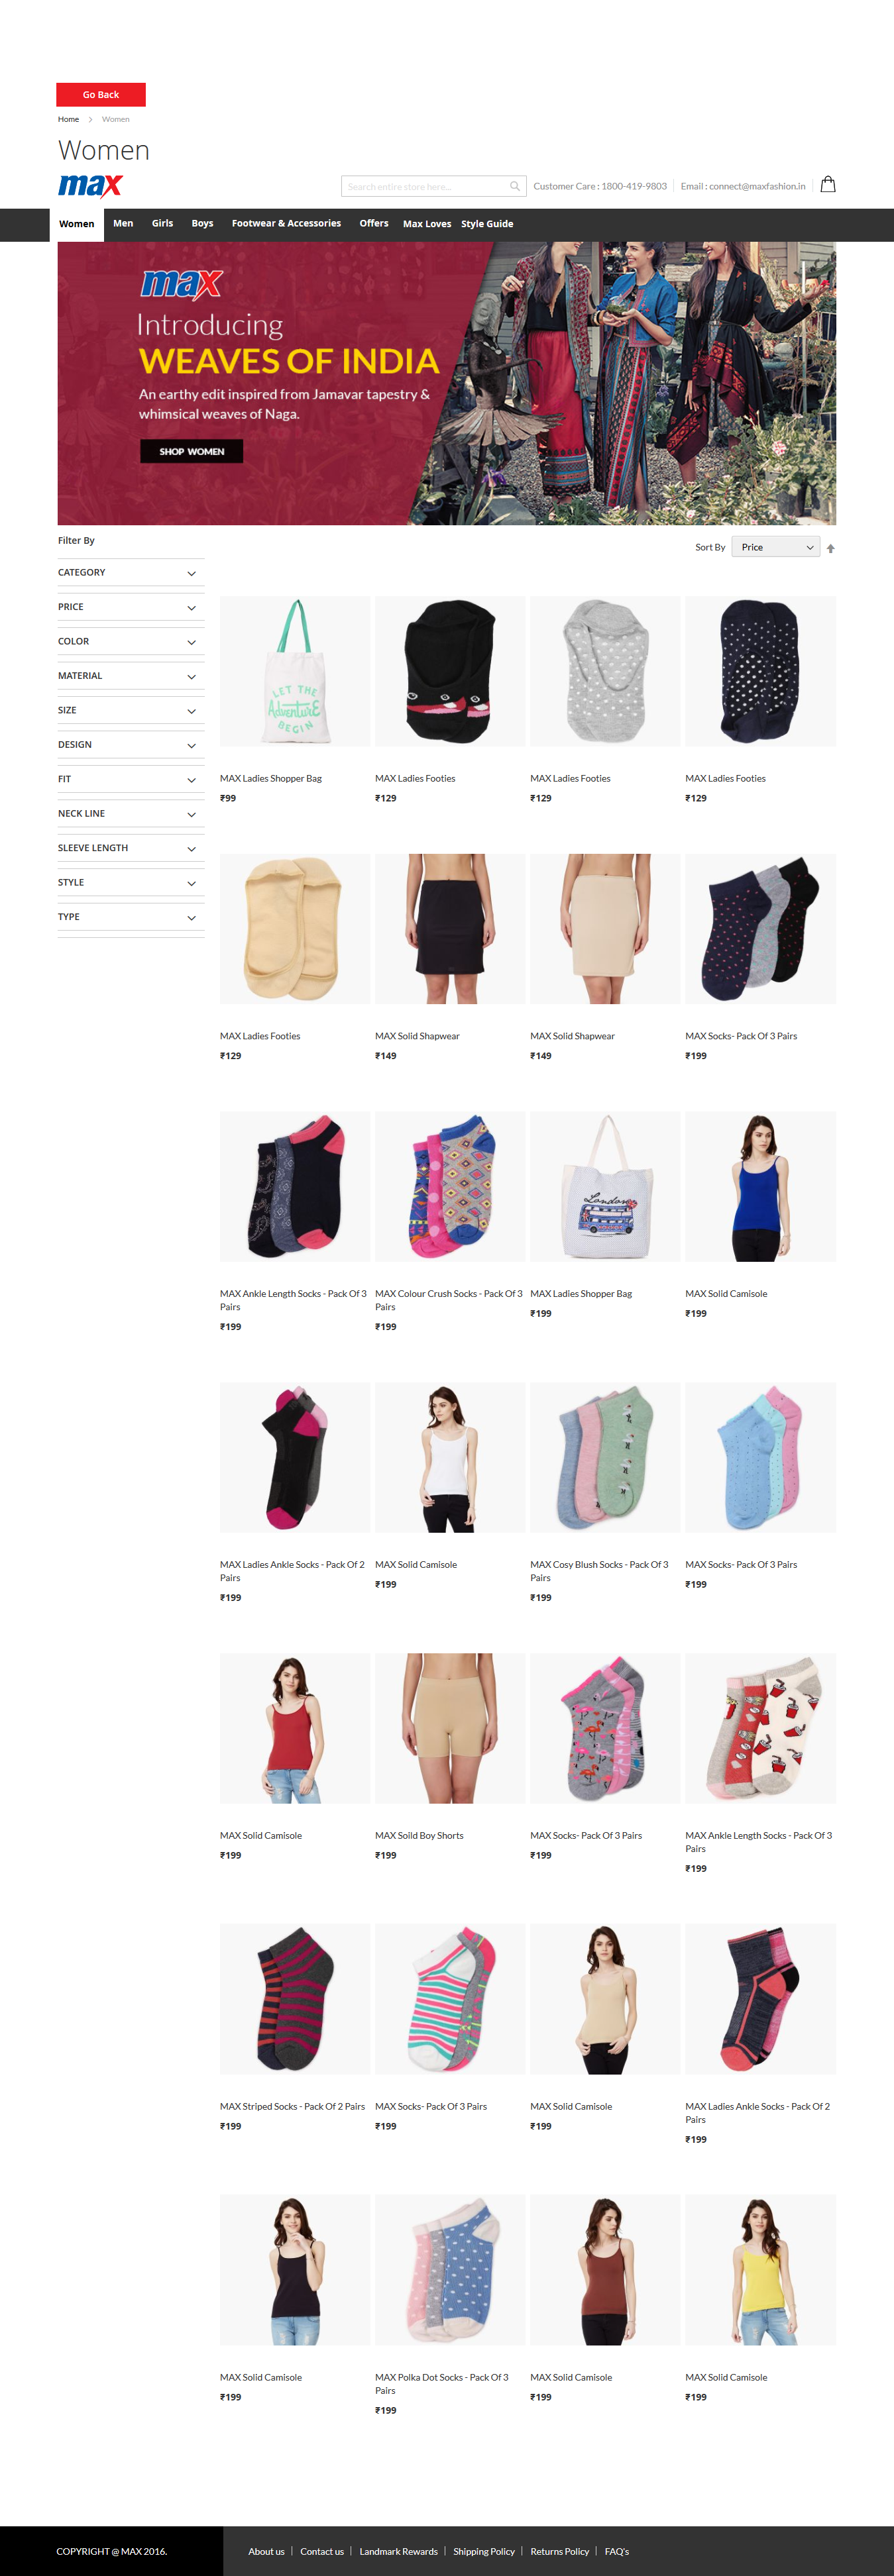 Go Back
Home > Women
Women
max
Search entire store here...
Customer Care : 1800-419-9803
Email : connect@maxfashion.in
Women Men Girls Boys Footwear & Accessories Offers Max Loves Style Guide
max
Introducing
WEAVES OF INDIA
An earthy edit inspired from Jamavar tapestry &
whimsical weaves of Naga.
SHOP WOMEN
Filter By
CATEGORY
PRICE
COLOR
MATERIAL
SIZE
DESIGN
FIT
NECK LINE
SLEEVE LENGTH
STYLE
TYPE
Sort By Price
LET THE
Adventure
BEGIN
MAX Ladies Shopper Bag
₹99
MAX Ladies Footies
₹129
MAX Ladies Footies
₹129
MAX Ladies Footies
₹129
MAX Ladies Footies
₹129
MAX Solid Shapwear
₹149
MAX Solid Shapwear
₹149
MAX Socks- Pack Of 3 Pairs
₹199
MAX Ankle Length Socks - Pack Of 3
Pairs
₹199
MAX Colour Crush Socks - Pack Of 3
Pairs
₹199
London
MAX Ladies Shopper Bag
₹199
MAX Solid Camisole
₹199
MAX Ladies Ankle Socks - Pack Of 2
Pairs
₹199
MAX Solid Camisole
₹199
MAX Cosy Blush Socks - Pack Of 3
Pairs
₹199
MAX Socks- Pack Of 3 Pairs
₹199
MAX Solid Camisole
₹199
MAX Soild Boy Shorts
₹199
MAX Socks- Pack Of 3 Pairs
₹199
MAX Ankle Length Socks - Pack Of 3
Pairs
₹199
MAX Striped Socks - Pack Of 2 Pairs
₹199
MAX Socks- Pack Of 3 Pairs
₹199
MAX Solid Camisole
₹199
MAX Ladies Ankle Socks - Pack Of 2
Pairs
₹199
MAX Solid Camisole
₹199
MAX Polka Dot Socks - Pack Of 3
Pairs
₹199
MAX Solid Camisole
₹199
MAX Solid Camisole
₹199
COPYRIGHT @ MAX 2016.
About us | Contact us | Landmark Rewards | Shipping Policy | Returns Policy | FAQ's